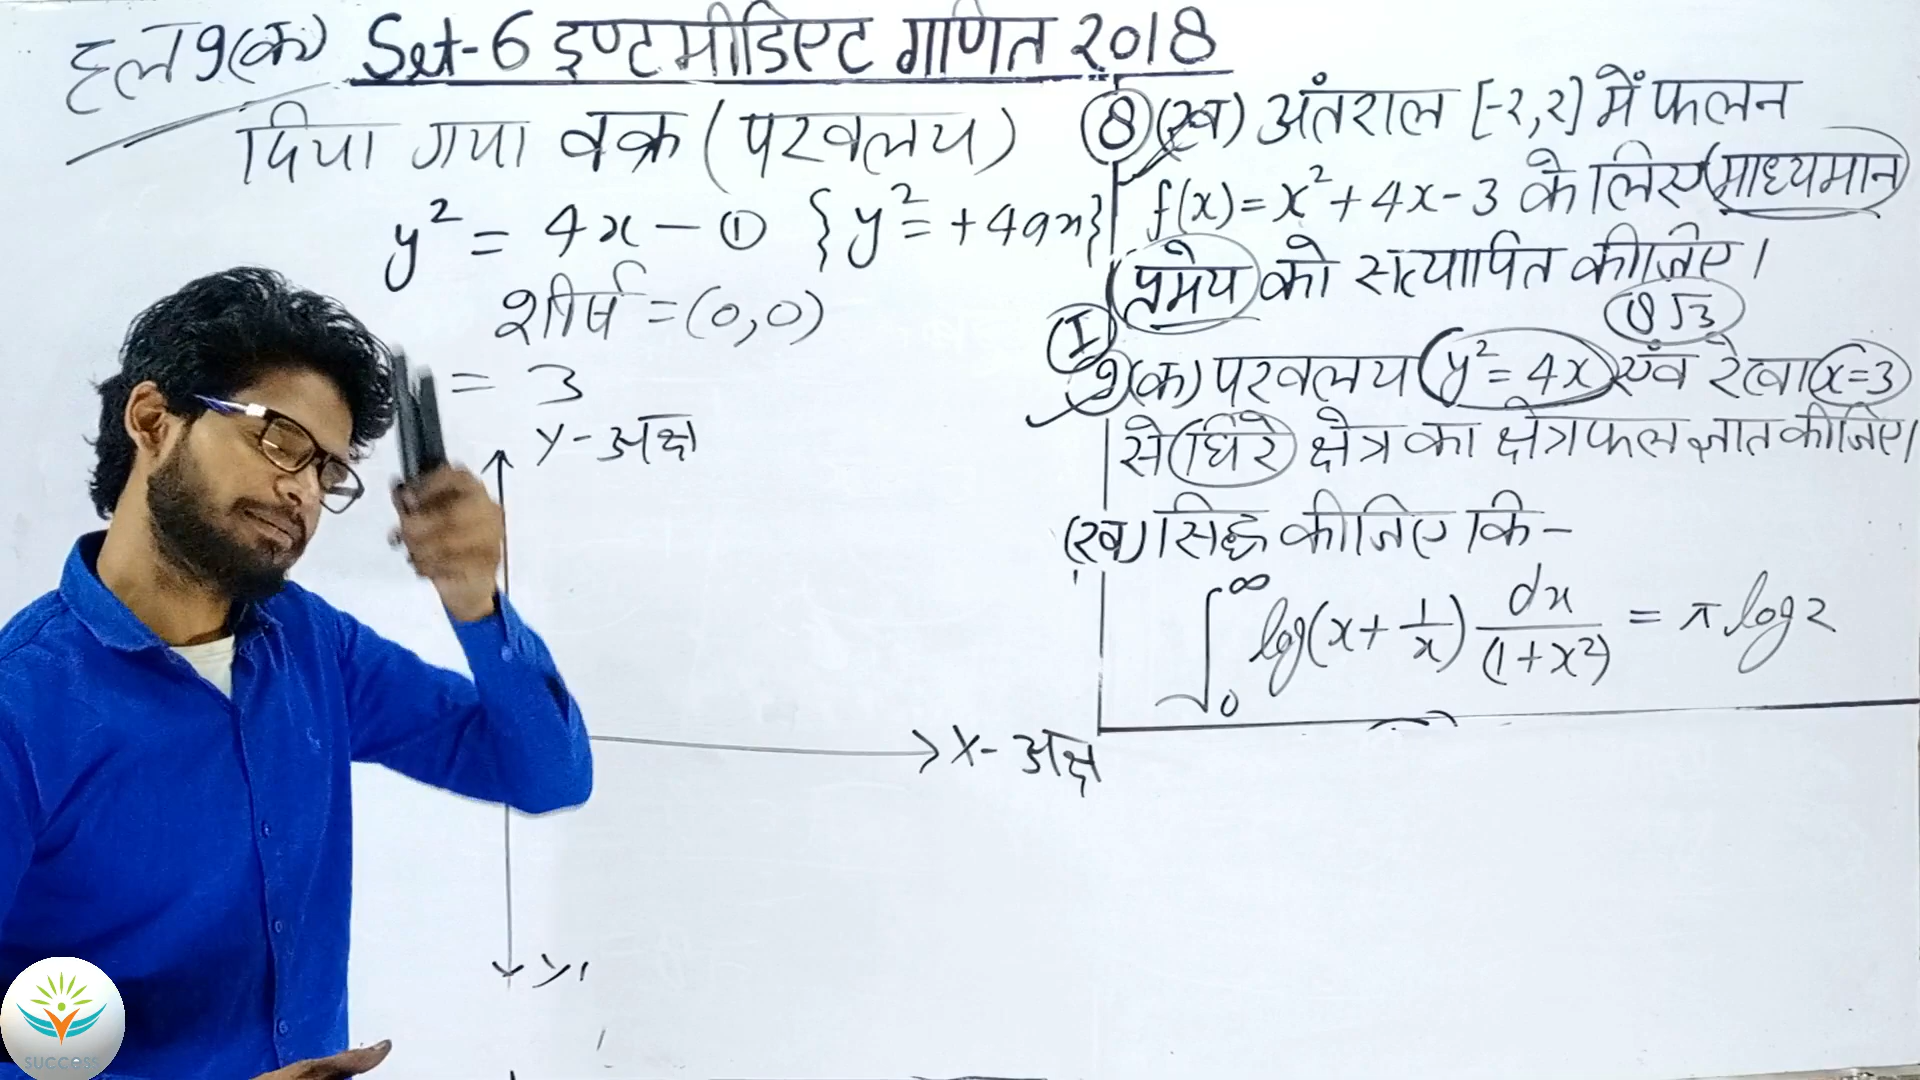 हल 9(क) Set-6 इण्टमीडिएट गणित 2018
दिया गया वक्र (परवलय)
y² = 4x - ① {y² = +4ax}
शीर्ष = (0,0)
= 3
y-अक्ष
X-अक्ष
y'
⑧(ख) अंतराल [-2,2] में फलन
f(x) = x² + 4x - 3 के लिए माध्यमान
प्रमेय को सत्यापित कीजिए।
8√3
I
9(क) परवलय y² = 4x एंव रेखा x=3
से घिरे क्षेत्र का क्षेत्रफल ज्ञात कीजिए।
(ख) सिद्ध कीजिए कि-
∫₀^∞ log(x + 1/x) dx/(1+x²) = π log 2
SUCCESS